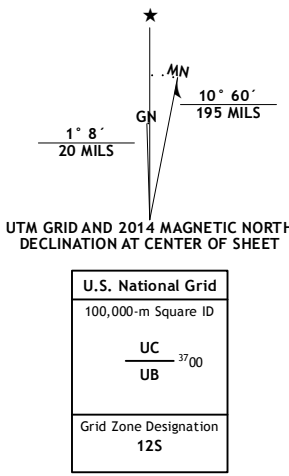 MN
GN
10° 60´
195 MILS
1° 8´
20 MILS
UTM GRID AND 2014 MAGNETIC NORTH
DECLINATION AT CENTER OF SHEET
U.S. National Grid
100,000-m Square ID
UC
3700
UB
Grid Zone Designation
12S